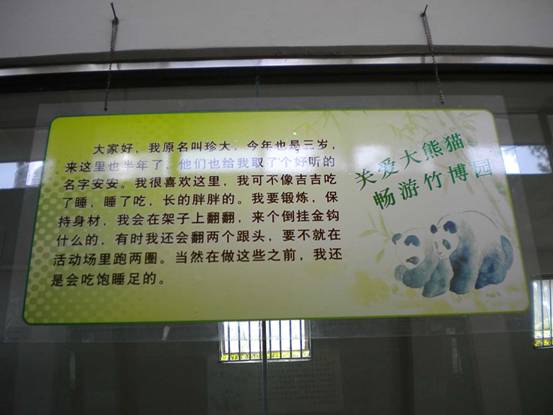 大家好，我原名叫珍大，今年也是三岁，
来这里也半年了，他们也给我取了个好听的
名字安安。我很喜欢这里，我可不像吉吉吃
了睡，睡了吃，长的胖胖的。我要锻炼，保
持身材，我会在架子上翻翻，来个倒挂金钩
什么的，有时我还会翻两个跟头，要不就在
活动场里跑两圈。当然在做这些之前，我还
是会吃饱睡足的。
关爱大熊猫
畅游竹博园